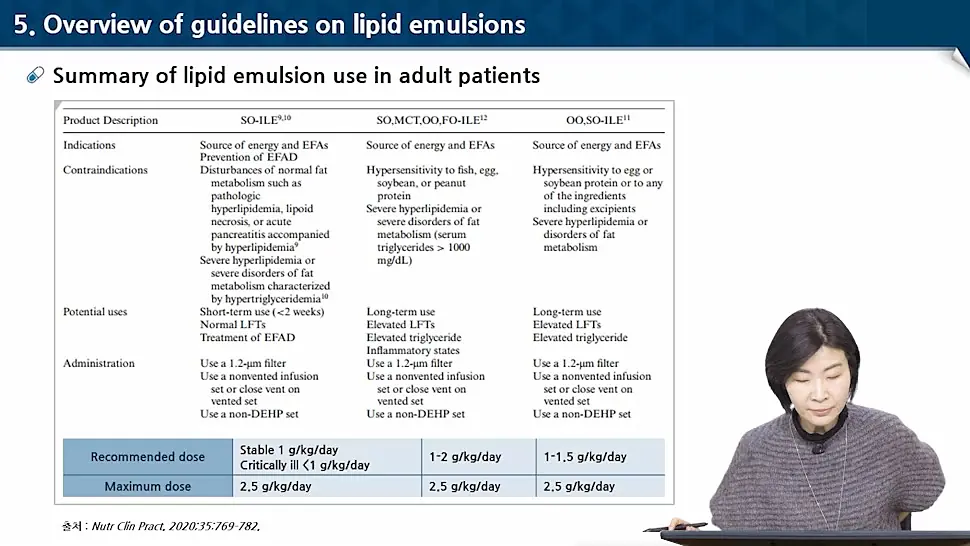 5. Overview of guidelines on lipid emulsions
Summary of lipid emulsion use in adult patients
Product Description SO-ILE9,10 SO,MCT,OO,FO-ILE12 OO,SO-ILE11
Indications Source of energy and EFAs Source of energy and EFAs Source of energy and EFAs
Prevention of EFAD
Contraindications Disturbances of normal fat Hypersensitivity to fish, egg, Hypersensitivity to egg or
metabolism such as soybean, or peanut soybean protein or to any
pathologic protein of the ingredients
hyperlipidemia, lipoid Severe hyperlipidemia or including excipients
necrosis, or acute severe disorders of fat Severe hyperlipidemia or
pancreatitis accompanied metabolism (serum disorders of fat
by hyperlipidemia9 triglycerides > 1000 metabolism
Severe hyperlipidemia or mg/dL)
severe disorders of fat
metabolism characterized
by hypertriglyceridemia10
Potential uses Short-term use (<2 weeks) Long-term use Long-term use
Normal LFTs Elevated LFTs Elevated LFTs
Treatment of EFAD Elevated triglyceride Elevated triglyceride
Inflammatory states
Administration Use a 1.2-μm filter Use a 1.2-μm filter Use a 1.2-μm filter
Use a nonvented infusion Use a nonvented infusion Use a nonvented infusion
set or close vent on set or close vent on set or close vent on
vented set vented set vented set
Use a non-DEHP set Use a non-DEHP set Use a non-DEHP set
Recommended dose Stable 1 g/kg/day 1-2 g/kg/day 1-1.5 g/kg/day
Critically ill <1 g/kg/day
Maximum dose 2.5 g/kg/day 2.5 g/kg/day 2.5 g/kg/day
출처 : Nutr Clin Pract. 2020:35:769-782.